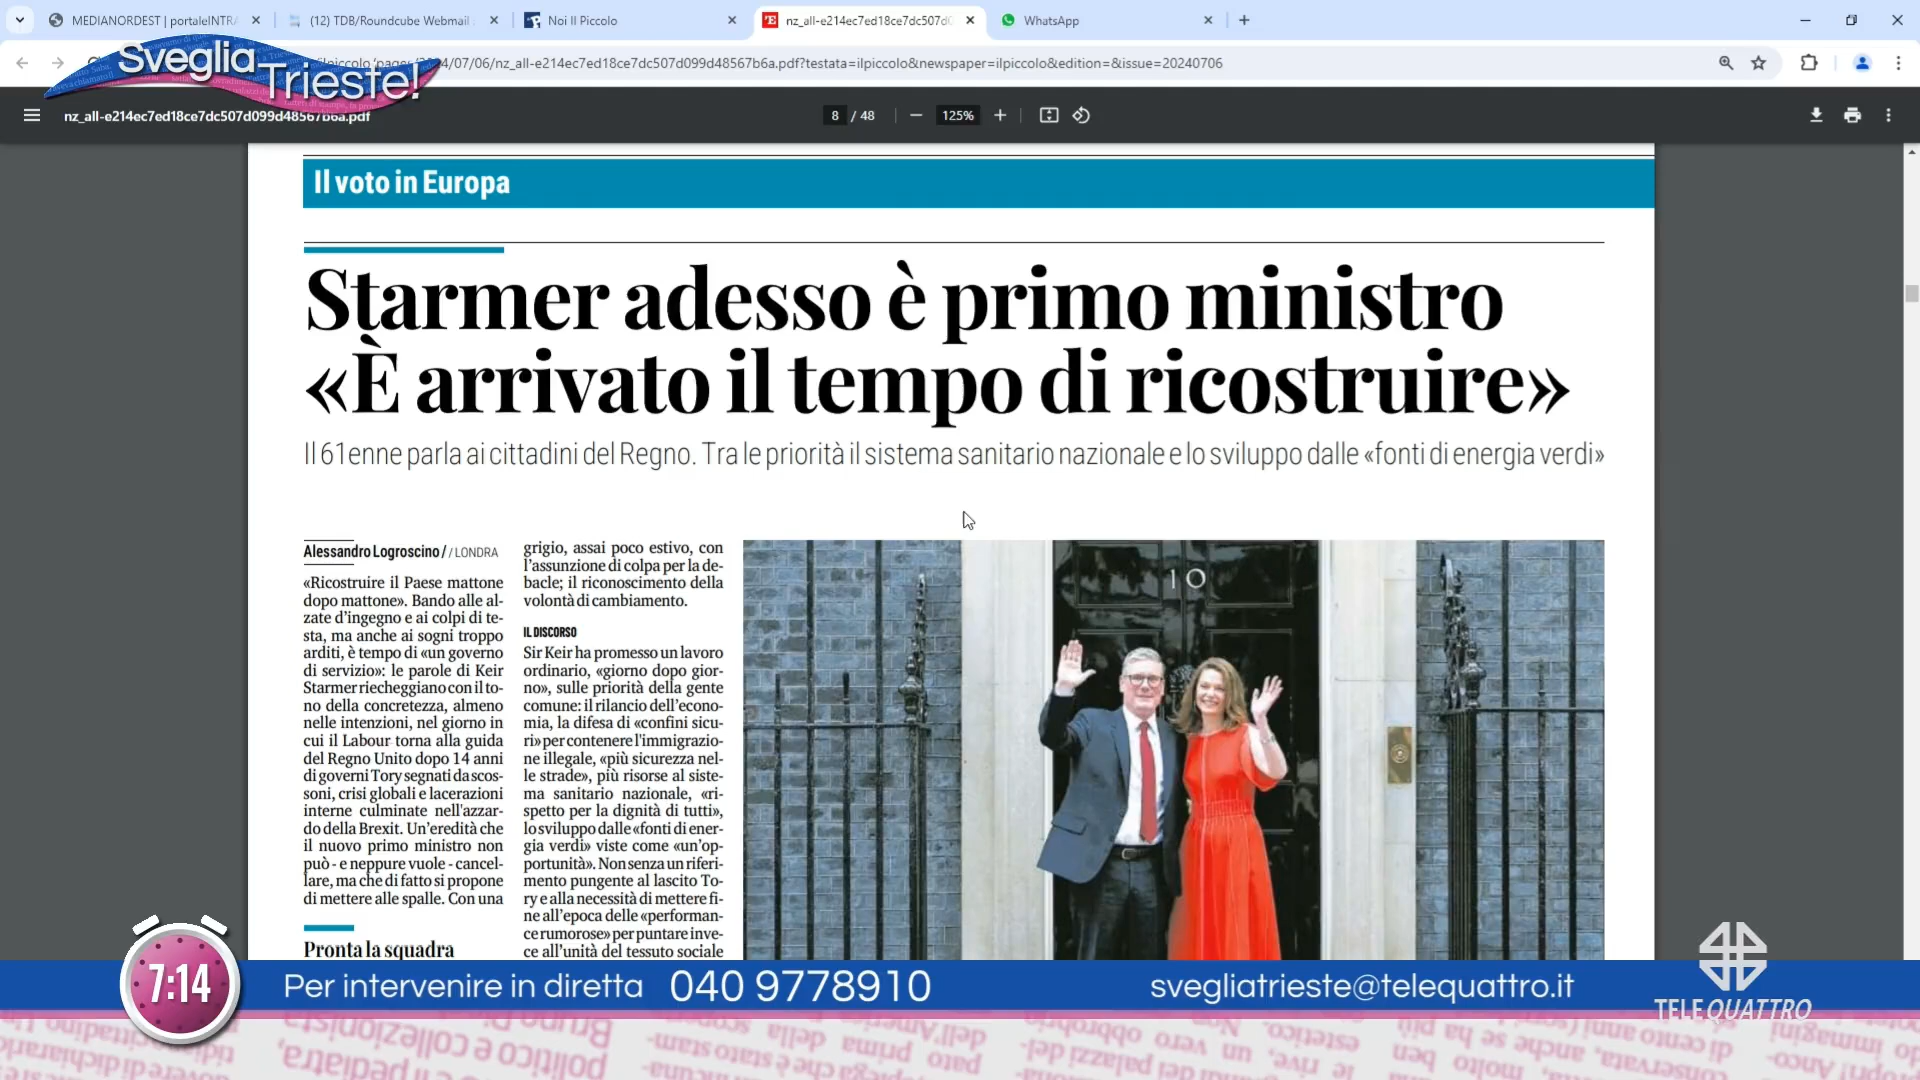 MEDIANORDEST | portaleINTRA
(12) TDB/Roundcube Webmail
Noi Il Piccolo
nz_all-e214ec7ed18ce7dc507d0
WhatsApp
Sveglia
Trieste!
/07/06/nz_all-e214ec7ed18ce7dc507d099d48567b6a.pdf?testata=ilpiccolo&newspaper=ilpiccolo&edition=&issue=20240706
nz_all-e214ec7ed18ce7dc507d099d48567b6a.pdf
8 / 48
125%
Il voto in Europa
Starmer adesso è primo ministro
«È arrivato il tempo di ricostruire»
Il 61enne parla ai cittadini del Regno. Tra le priorità il sistema sanitario nazionale e lo sviluppo dalle «fonti di energia verdi»
Alessandro Logroscino / / LONDRA
«Ricostruire il Paese mattone
dopo mattone». Bando alle al-
zate d'ingegno e ai colpi di te-
sta, ma anche ai sogni troppo
arditi, è tempo di «un governo
di servizio»: le parole di Keir
Starmer riecheggiano con il to-
no della concretezza, almeno
nelle intenzioni, nel giorno in
cui il Labour torna alla guida
del Regno Unito dopo 14 anni
di governi Tory segnati da scos-
soni, crisi globali e lacerazioni
interne culminate nell'azzar-
do della Brexit. Un'eredità che
il nuovo primo ministro non
può - e neppure vuole - cancel-
lare, ma che di fatto si propone
di mettere alle spalle. Con una
Pronta la squadra
grigio, assai poco estivo, con
l'assunzione di colpa per la de-
bacle; il riconoscimento della
volontà di cambiamento.
IL DISCORSO
Sir Keir ha promesso un lavoro
ordinario, «giorno dopo gior-
no», sulle priorità della gente
comune: il rilancio dell'econo-
mia, la difesa di «confini sicu-
ri» per contenere l'immigrazio-
ne illegale, «più sicurezza nel-
le strade», più risorse al siste-
ma sanitario nazionale, «ri-
spetto per la dignità di tutti»,
lo sviluppo dalle «fonti di ener-
gia verdi» viste come «un'op-
portunità». Non senza un riferi-
mento pungente al lascito To-
ry e alla necessità di mettere fi-
ne all'epoca delle «performan-
ce rumorose» per puntare inve-
ce all'unità del tessuto sociale
10
7:14
Per intervenire in diretta 040 9778910
svegliatrieste@telequattro.it
TELEQUATTRO